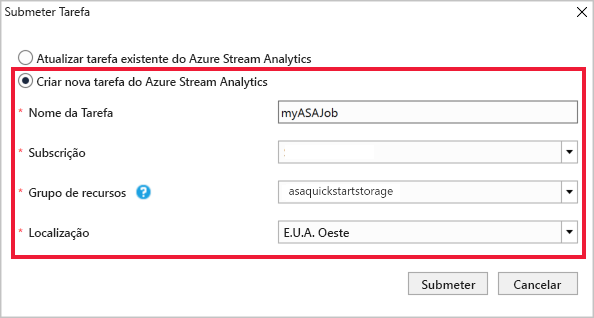 Submeter Tarefa
Atualizar tarefa existente do Azure Stream Analytics
Criar nova tarefa do Azure Stream Analytics
* Nome da Tarefa myASAJob
* Subscrição
* Grupo de recursos ? asaquickstartstorage
* Localização E.U.A. Oeste
Submeter Cancelar